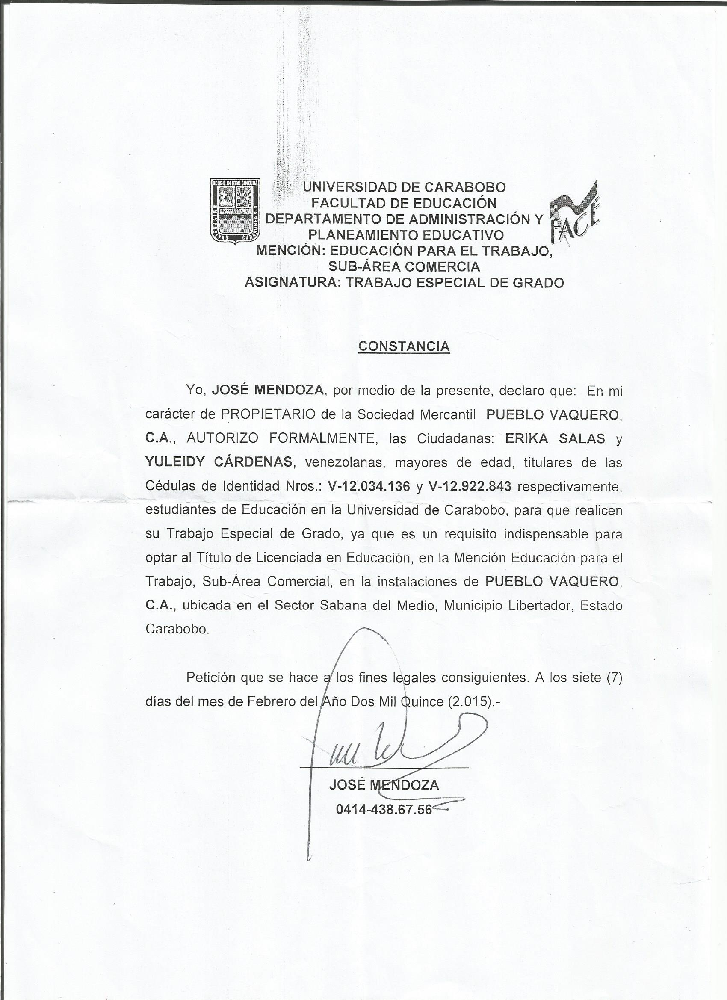 DEUS LIBERTAS CULTURA
UNIVERSITAS CARABOBENSIS
FACE
UNIVERSIDAD DE CARABOBO
FACULTAD DE EDUCACIÓN
DEPARTAMENTO DE ADMINISTRACIÓN Y
PLANEAMIENTO EDUCATIVO
MENCIÓN: EDUCACIÓN PARA EL TRABAJO,
SUB-ÁREA COMERCIA
ASIGNATURA: TRABAJO ESPECIAL DE GRADO
CONSTANCIA
Yo, JOSÉ MENDOZA, por medio de la presente, declaro que: En mi
carácter de PROPIETARIO de la Sociedad Mercantil PUEBLO VAQUERO,
C.A., AUTORIZO FORMALMENTE, las Ciudadanas: ERIKA SALAS y
YULEIDY CÁRDENAS, venezolanas, mayores de edad, titulares de las
Cédulas de Identidad Nros.: V-12.034.136 y V-12.922.843 respectivamente,
estudiantes de Educación en la Universidad de Carabobo, para que realicen
su Trabajo Especial de Grado, ya que es un requisito indispensable para
optar al Título de Licenciada en Educación, en la Mención Educación para el
Trabajo, Sub-Área Comercial, en la instalaciones de PUEBLO VAQUERO,
C.A., ubicada en el Sector Sabana del Medio, Municipio Libertador, Estado
Carabobo.
Petición que se hace a los fines legales consiguientes. A los siete (7)
días del mes de Febrero del Año Dos Mil Quince (2.015).-
JOSÉ MENDOZA
0414-438.67.56